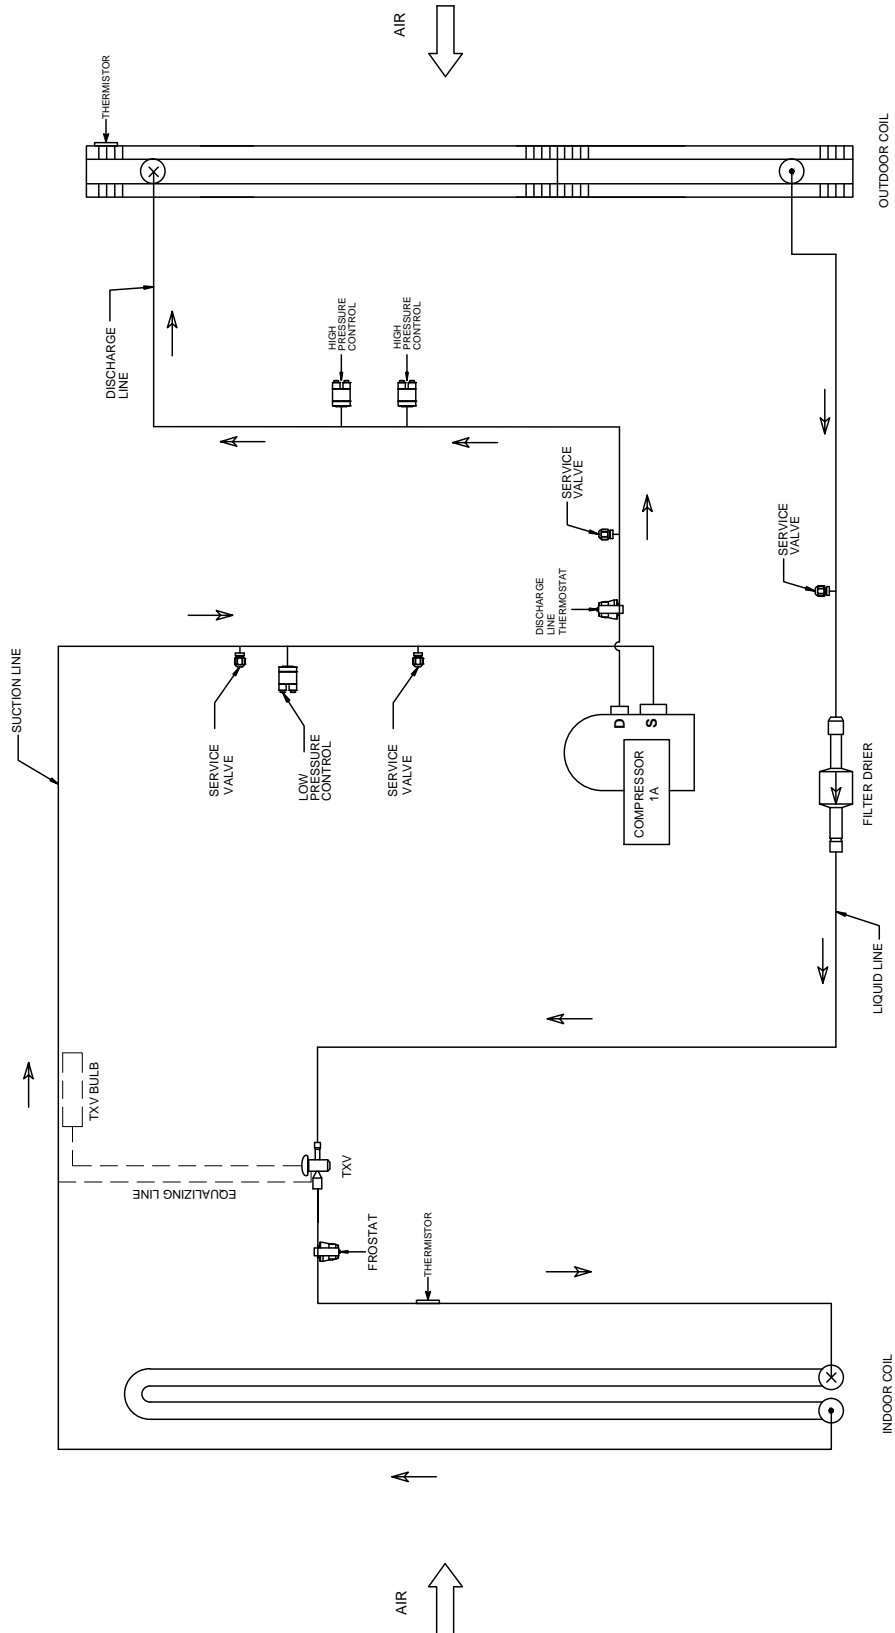 AIR
THERMISTOR
OUTDOOR COIL
DISCHARGE
LINE
HIGH
PRESSURE
CONTROL
HIGH
PRESSURE
CONTROL
SERVICE
VALVE
SERVICE
VALVE
DISCHARGE
LINE
THERMOSTAT
SUCTION LINE
SERVICE
VALVE
LOW
PRESSURE
CONTROL
SERVICE
VALVE
D
S
COMPRESSOR
1A
FILTER DRIER
LIQUID LINE
TXV BULB
EQUALIZING LINE
TXV
FROSTAT
THERMISTOR
INDOOR COIL
AIR